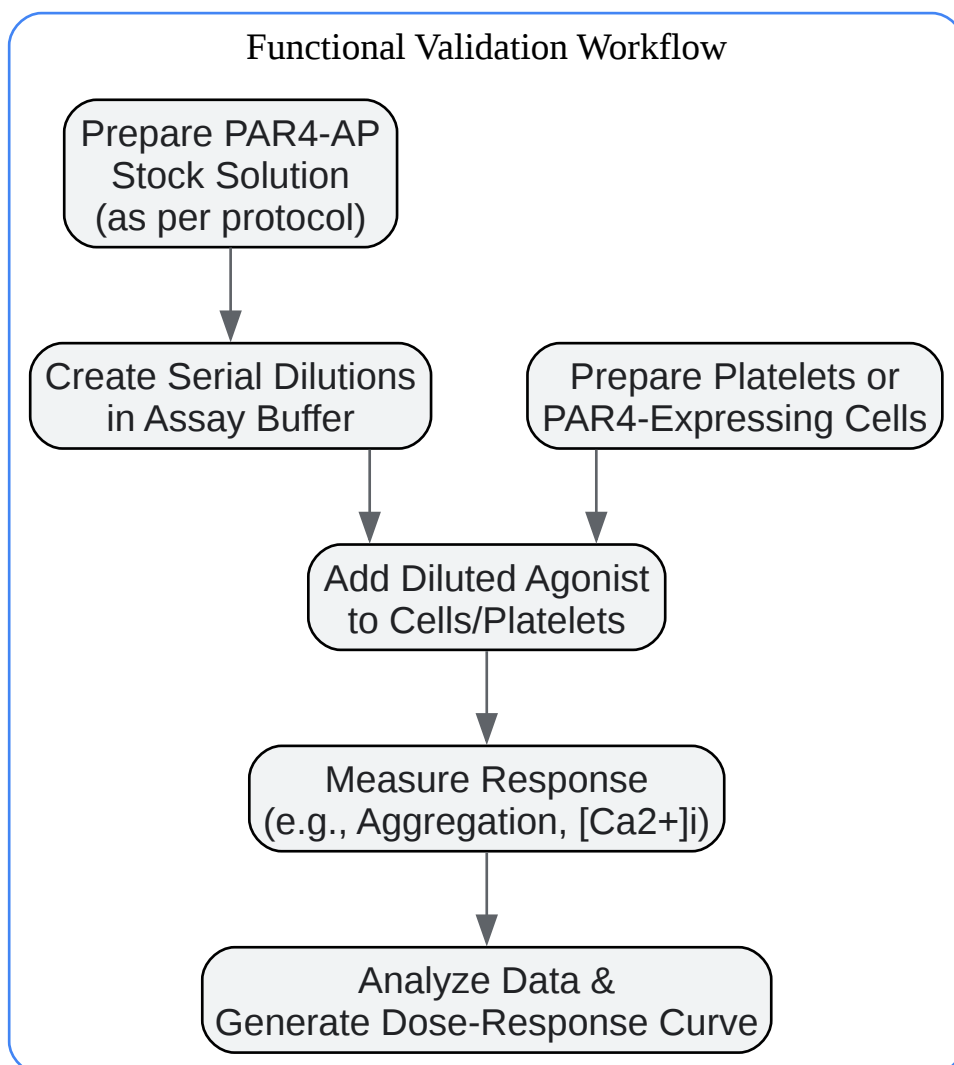 Functional Validation Workflow
Prepare PAR4-AP
Stock Solution
(as per protocol)
Create Serial Dilutions
in Assay Buffer
Prepare Platelets or
PAR4-Expressing Cells
Add Diluted Agonist
to Cells/Platelets
Measure Response
(e.g., Aggregation, [Ca2+]i)
Analyze Data &
Generate Dose-Response Curve